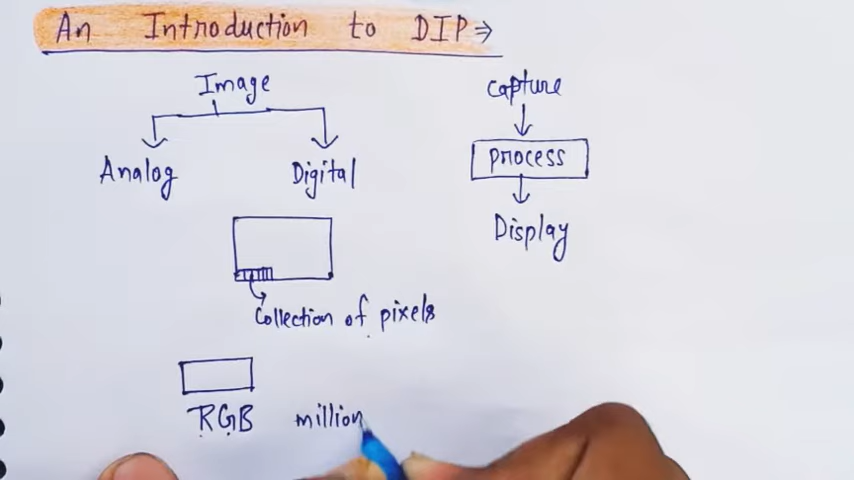 An Introduction to DIP ⇒
Image
Analog
Digital
Collection of pixels
RGB million
capture
process
Display